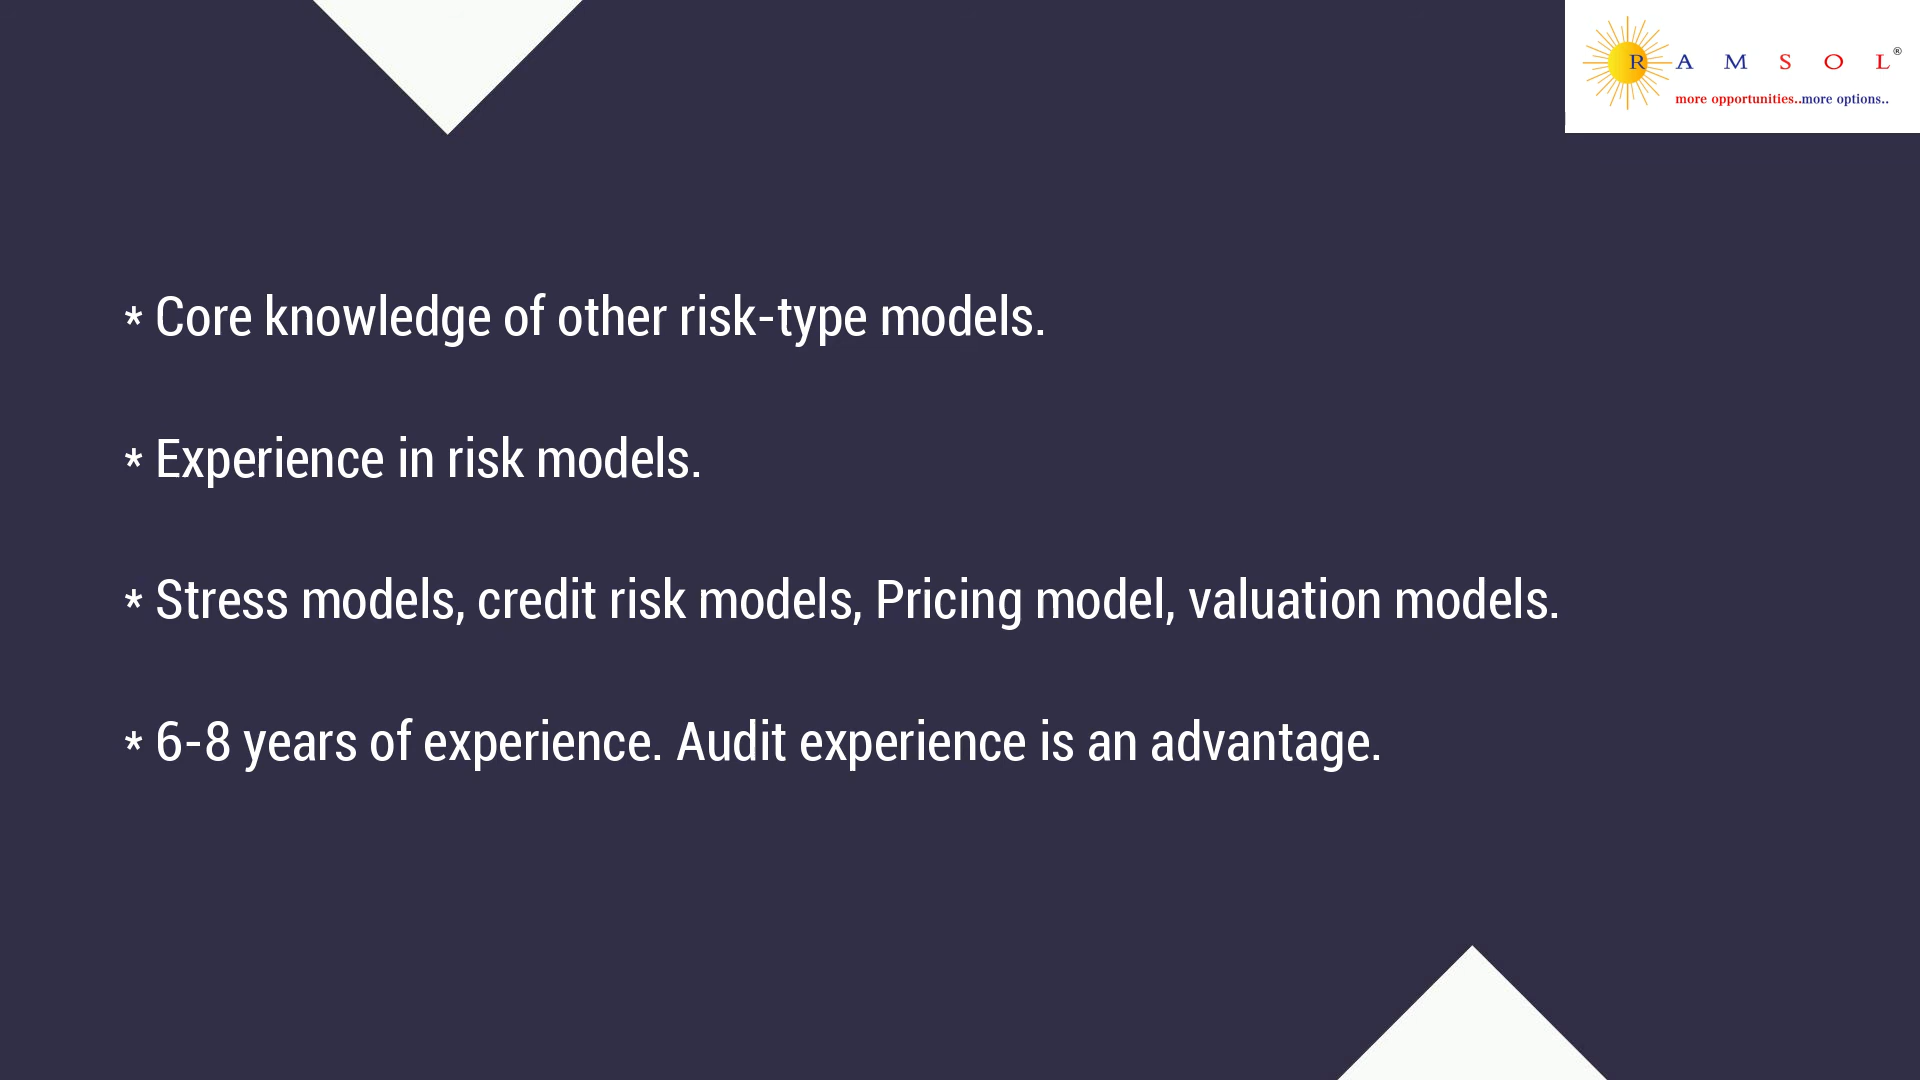 R A M S O L®
more opportunities..more options..
* Core knowledge of other risk-type models.
* Experience in risk models.
* Stress models, credit risk models, Pricing model, valuation models.
* 6-8 years of experience. Audit experience is an advantage.